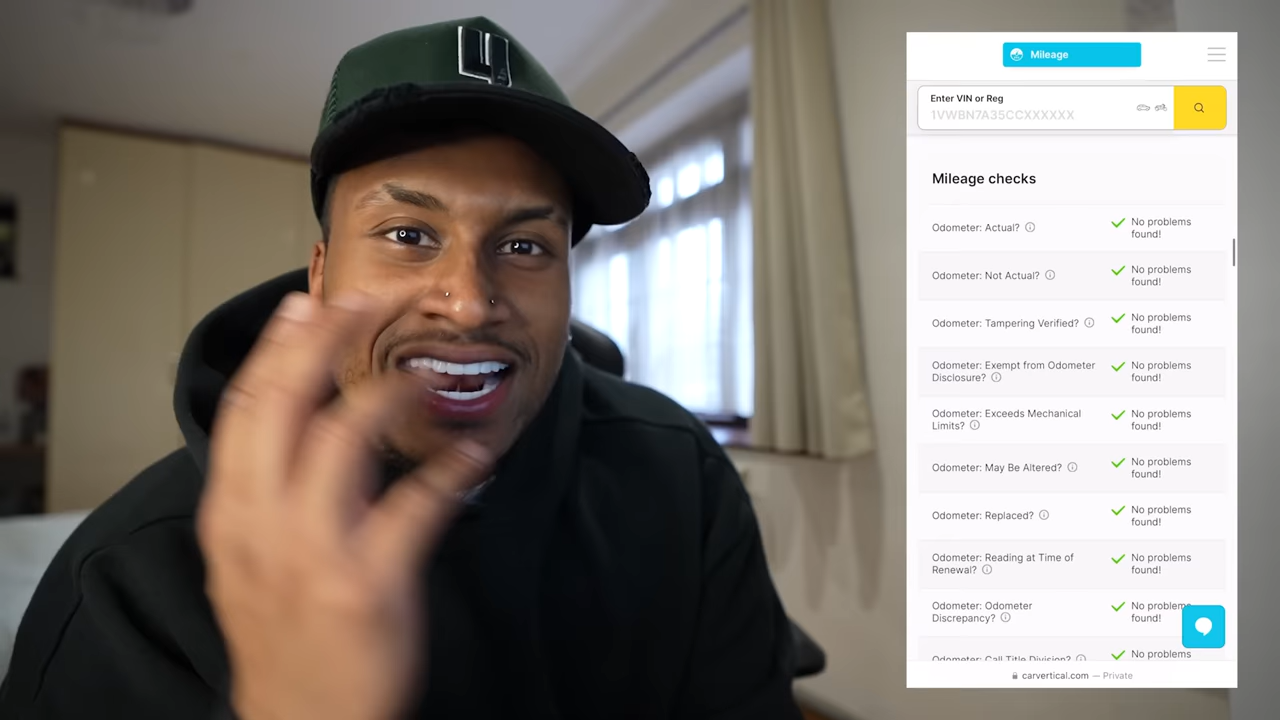 4
Mileage
Enter VIN or Reg
1VWBN7A35CCXXXXXX
Mileage checks
Odometer: Actual?
No problems
found!
Odometer: Not Actual?
No problems
found!
Odometer: Tampering Verified?
No problems
found!
Odometer: Exempt from Odometer
Disclosure?
No problems
found!
Odometer: Exceeds Mechanical
Limits?
No problems
found!
Odometer: May Be Altered?
No problems
found!
Odometer: Replaced?
No problems
found!
Odometer: Reading at Time of
Renewal?
No problems
found!
Odometer: Odometer
Discrepancy?
No problems
found!
Odometer: Call Title Division?
No problems
carvertical.com — Private